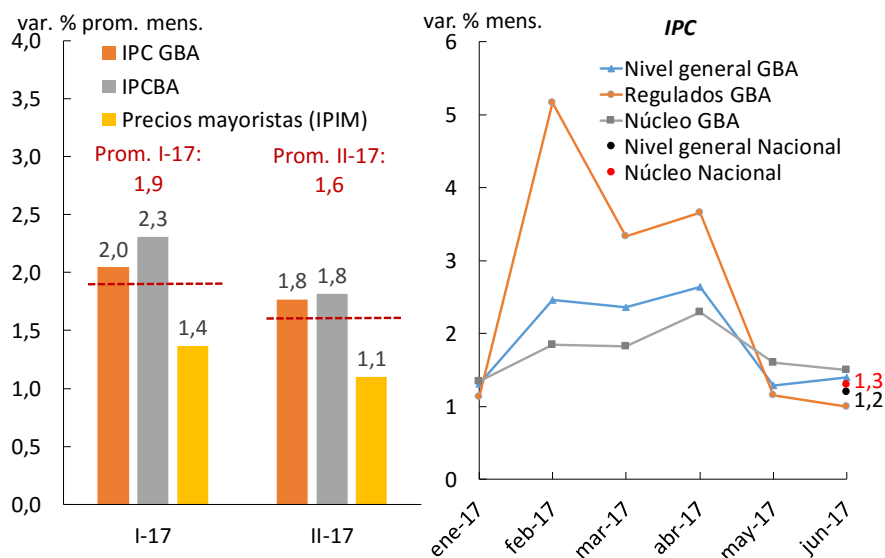 var. % prom. mens.
4,0
3,5
3,0
2,5
2,0
1,5
1,0
0,5
0,0
IPC GBA
IPCBA
Precios mayoristas (IPIM)
Prom. I-17:
1,9
Prom. II-17:
1,6
2,0
2,3
1,4
1,8
1,8
1,1
I-17
II-17
var. % mens.
IPC
6
5
4
3
2
1
0
Nivel general GBA
Regulados GBA
Núcleo GBA
Nivel general Nacional
Núcleo Nacional
1,3
1,2
ene-17
feb-17
mar-17
abr-17
may-17
jun-17